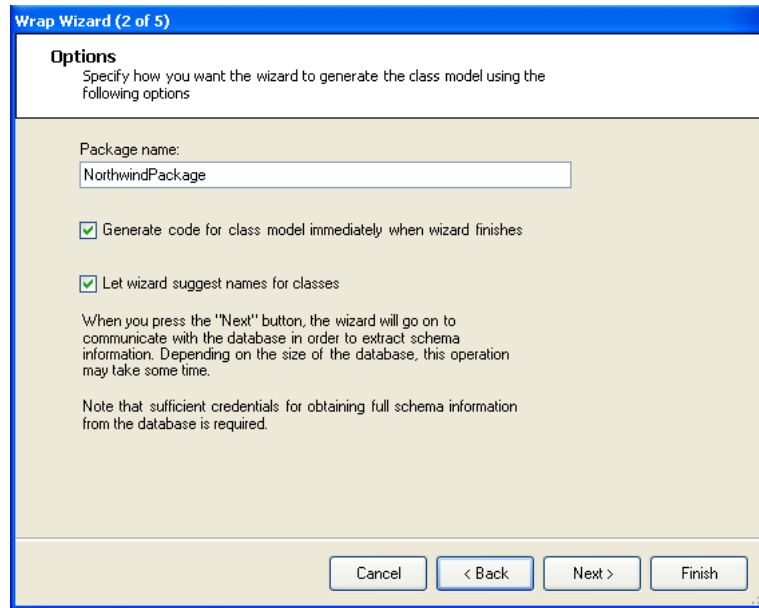 Wrap Wizard (2 of 5)
Options
Specify how you want the wizard to generate the class model using the
following options
Package name:
NorthwindPackage
Generate code for class model immediately when wizard finishes
Let wizard suggest names for classes
When you press the "Next" button, the wizard will go on to
communicate with the database in order to extract schema
information. Depending on the size of the database, this operation
may take some time.
Note that sufficient credentials for obtaining full schema information
from the database is required.
Cancel
< Back
Next >
Finish